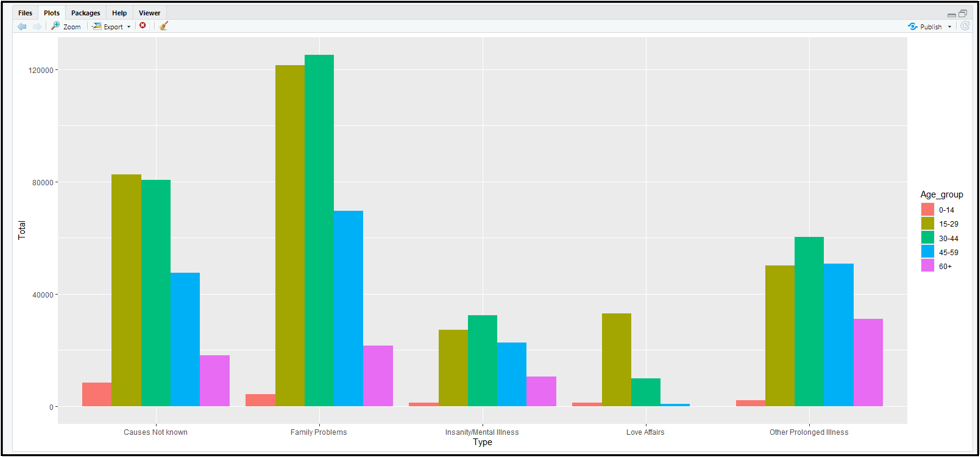 Files Plots Packages Help Viewer
Zoom Export Publish
120000
80000
40000
0
Total
Causes Not known Family Problems Insanity/Mental Illness Love Affairs Other Prolonged Illness
Type
Age_group
0-14
15-29
30-44
45-59
60+